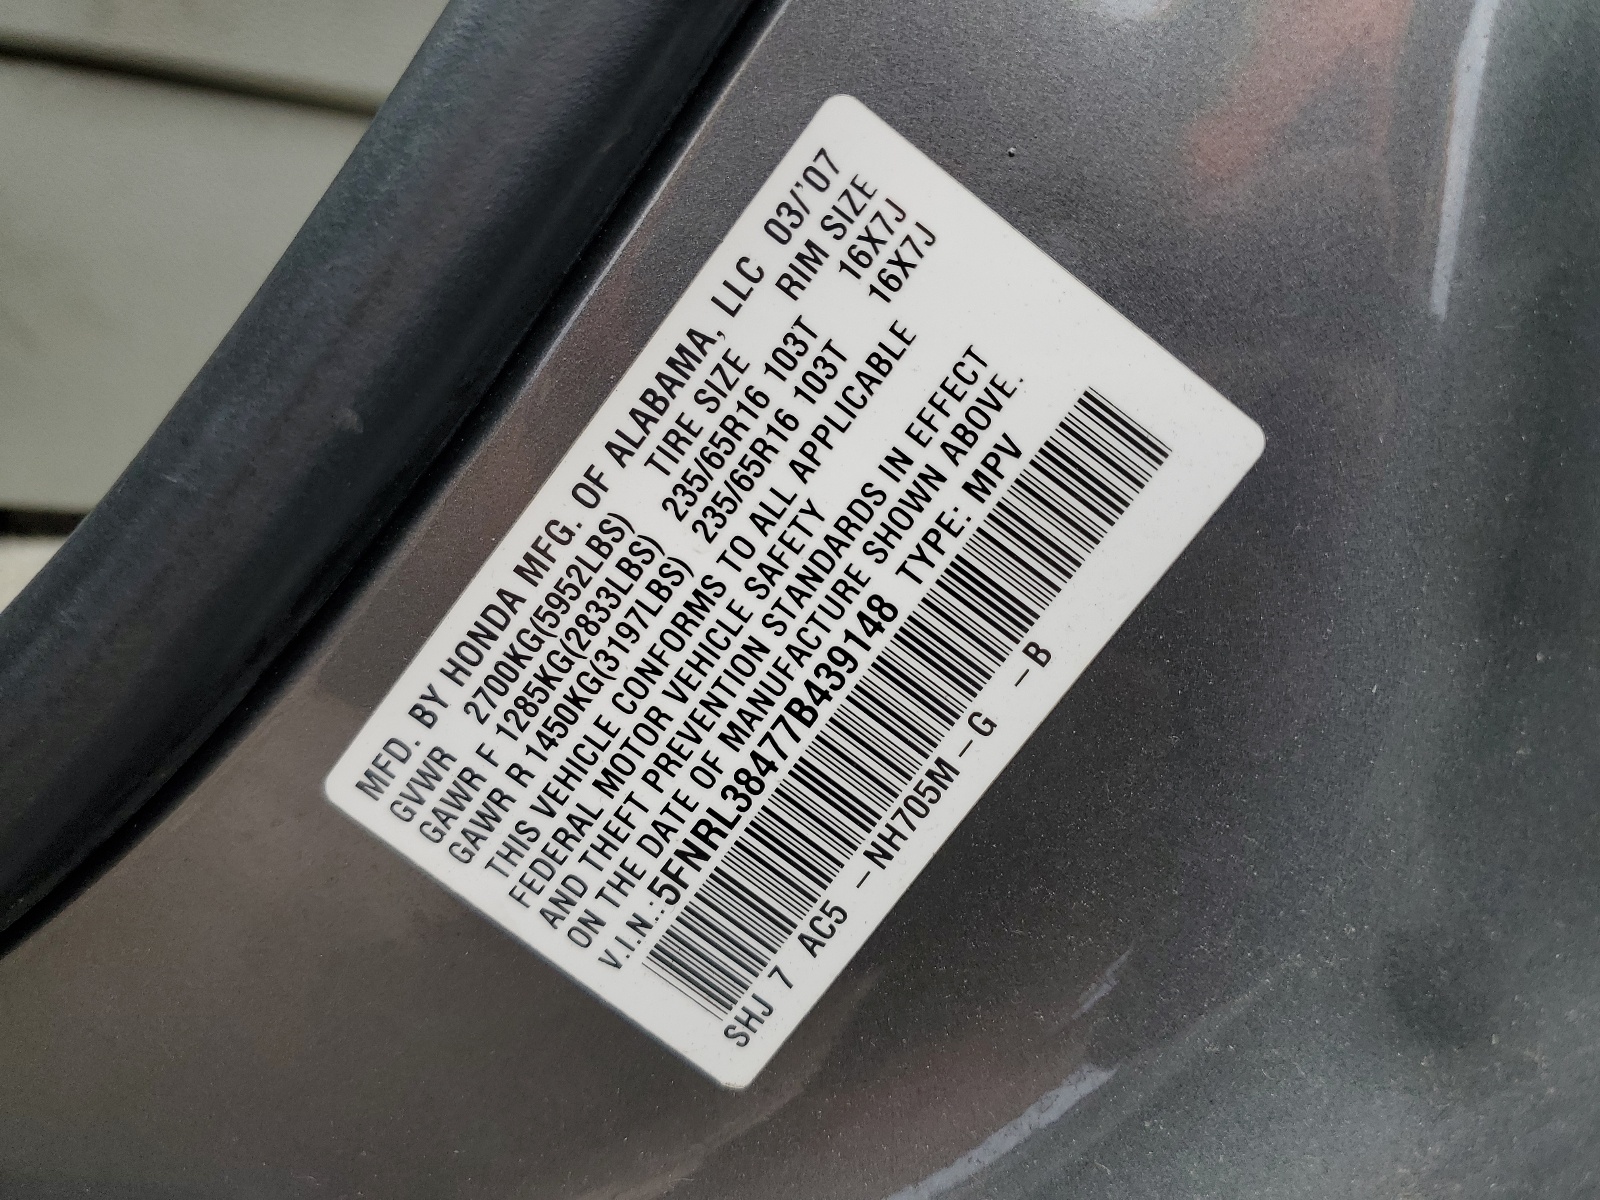 MFD. BY HONDA MFG. OF ALABAMA, LLC 03/'07
GVWR 2700KG(5952LBS) TIRE SIZE RIM SIZE
GAWR F 1285KG(2833LBS) 235/65R16 103T 16X7J
GAWR R 1450KG(3197LBS) 235/65R16 103T 16X7J
THIS VEHICLE CONFORMS TO ALL APPLICABLE
FEDERAL MOTOR VEHICLE SAFETY
AND THEFT PREVENTION STANDARDS IN EFFECT
ON THE DATE OF MANUFACTURE SHOWN ABOVE.
V.I.N.: 5FNRL38477B439148 TYPE: MPV
SHJ 7 AC5 –NH705M–G –B